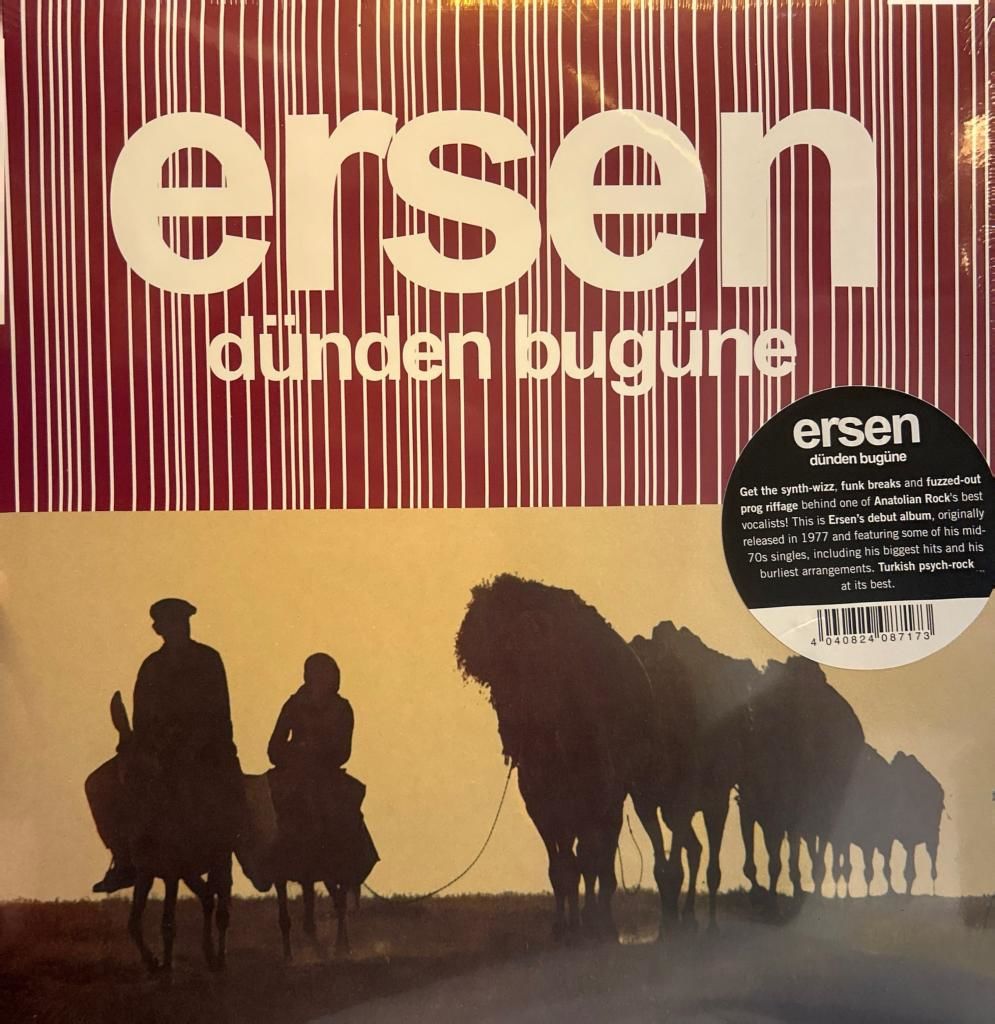 ersen
dünden bugüne
ersen
dünden bugüne
Get the synth-wizz, funk breaks and fuzzed-out
prog riffage behind one of Anatolian Rock's best
vocalists! This is Ersen's debut album, originally
released in 1977 and featuring some of his mid-
70s singles, including his biggest hits and his
burliest arrangements. Turkish psych-rock
at its best.
4 040824 087173